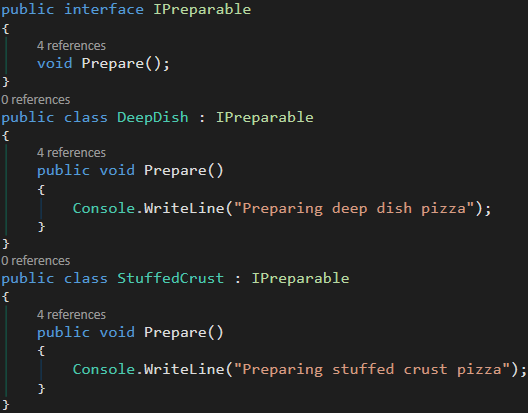 public interface IPreparable
{
4 references
void Prepare();
}
0 references
public class DeepDish : IPreparable
{
4 references
public void Prepare()
{
Console.WriteLine("Preparing deep dish pizza");
}
}
0 references
public class StuffedCrust : IPreparable
{
4 references
public void Prepare()
{
Console.WriteLine("Preparing stuffed crust pizza");
}
}